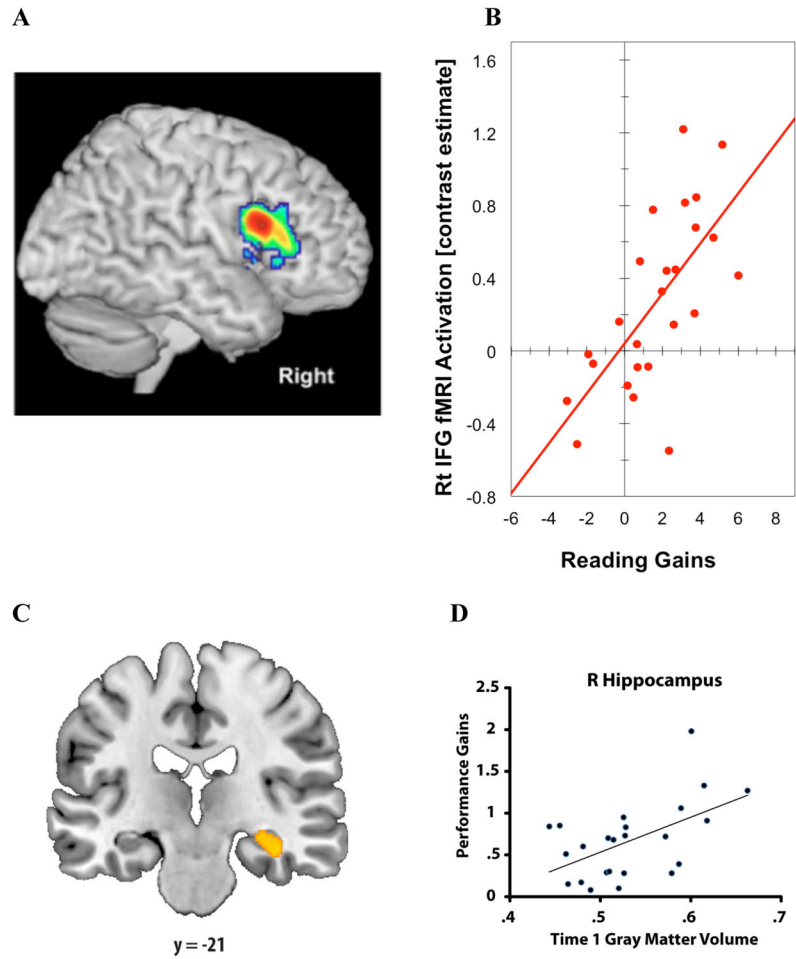 A
Right
B
Rt IFG fMRI Activation [contrast estimate]
1.6
1.2
0.8
0.4
0
-0.4
-0.8
-6 -4 -2 0 2 4 6 8
Reading Gains
C
y = -21
D
R Hippocampus
Performance Gains
2.5
2
1.5
1
.5
0
.4 .5 .6 .7
Time 1 Gray Matter Volume